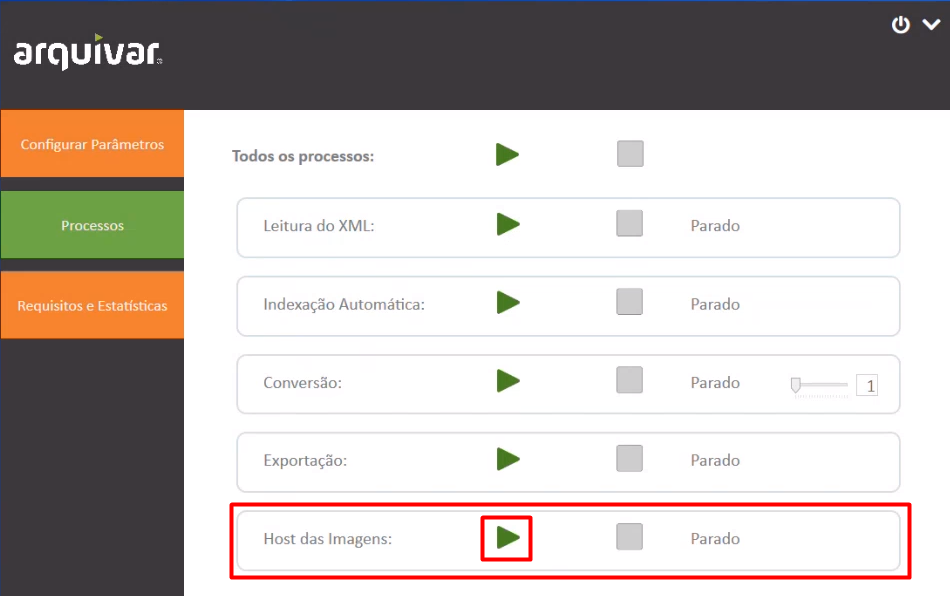 arquivar
Configurar Parâmetros
Processos
Requisitos e Estatísticas
Todos os processos:
Leitura do XML: Parado
Indexação Automática: Parado
Conversão: Parado 1
Exportação: Parado
Host das Imagens: Parado